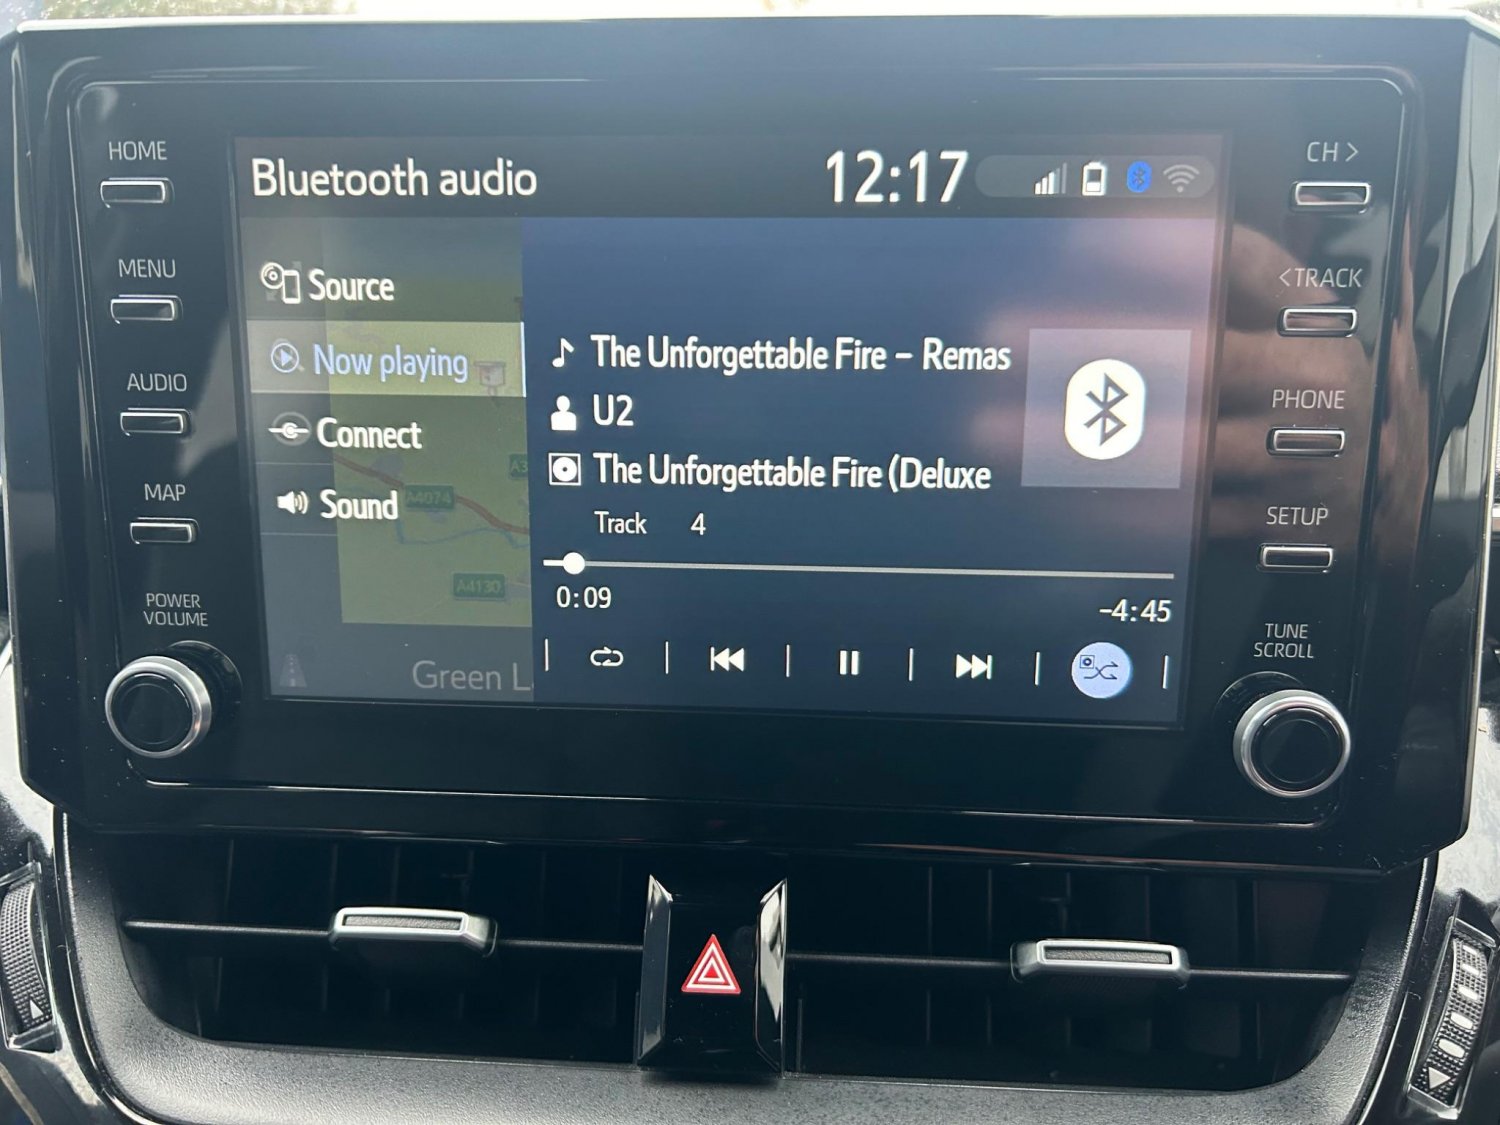 HOME
MENU
AUDIO
MAP
POWER
VOLUME
Bluetooth audio
12:17
Source
Now playing
Connect
Sound
A4074
A4130
Green L
The Unforgettable Fire – Remas
U2
The Unforgettable Fire (Deluxe
Track 4
0:09
-4:45
CH >
< TRACK
PHONE
SETUP
TUNE
SCROLL